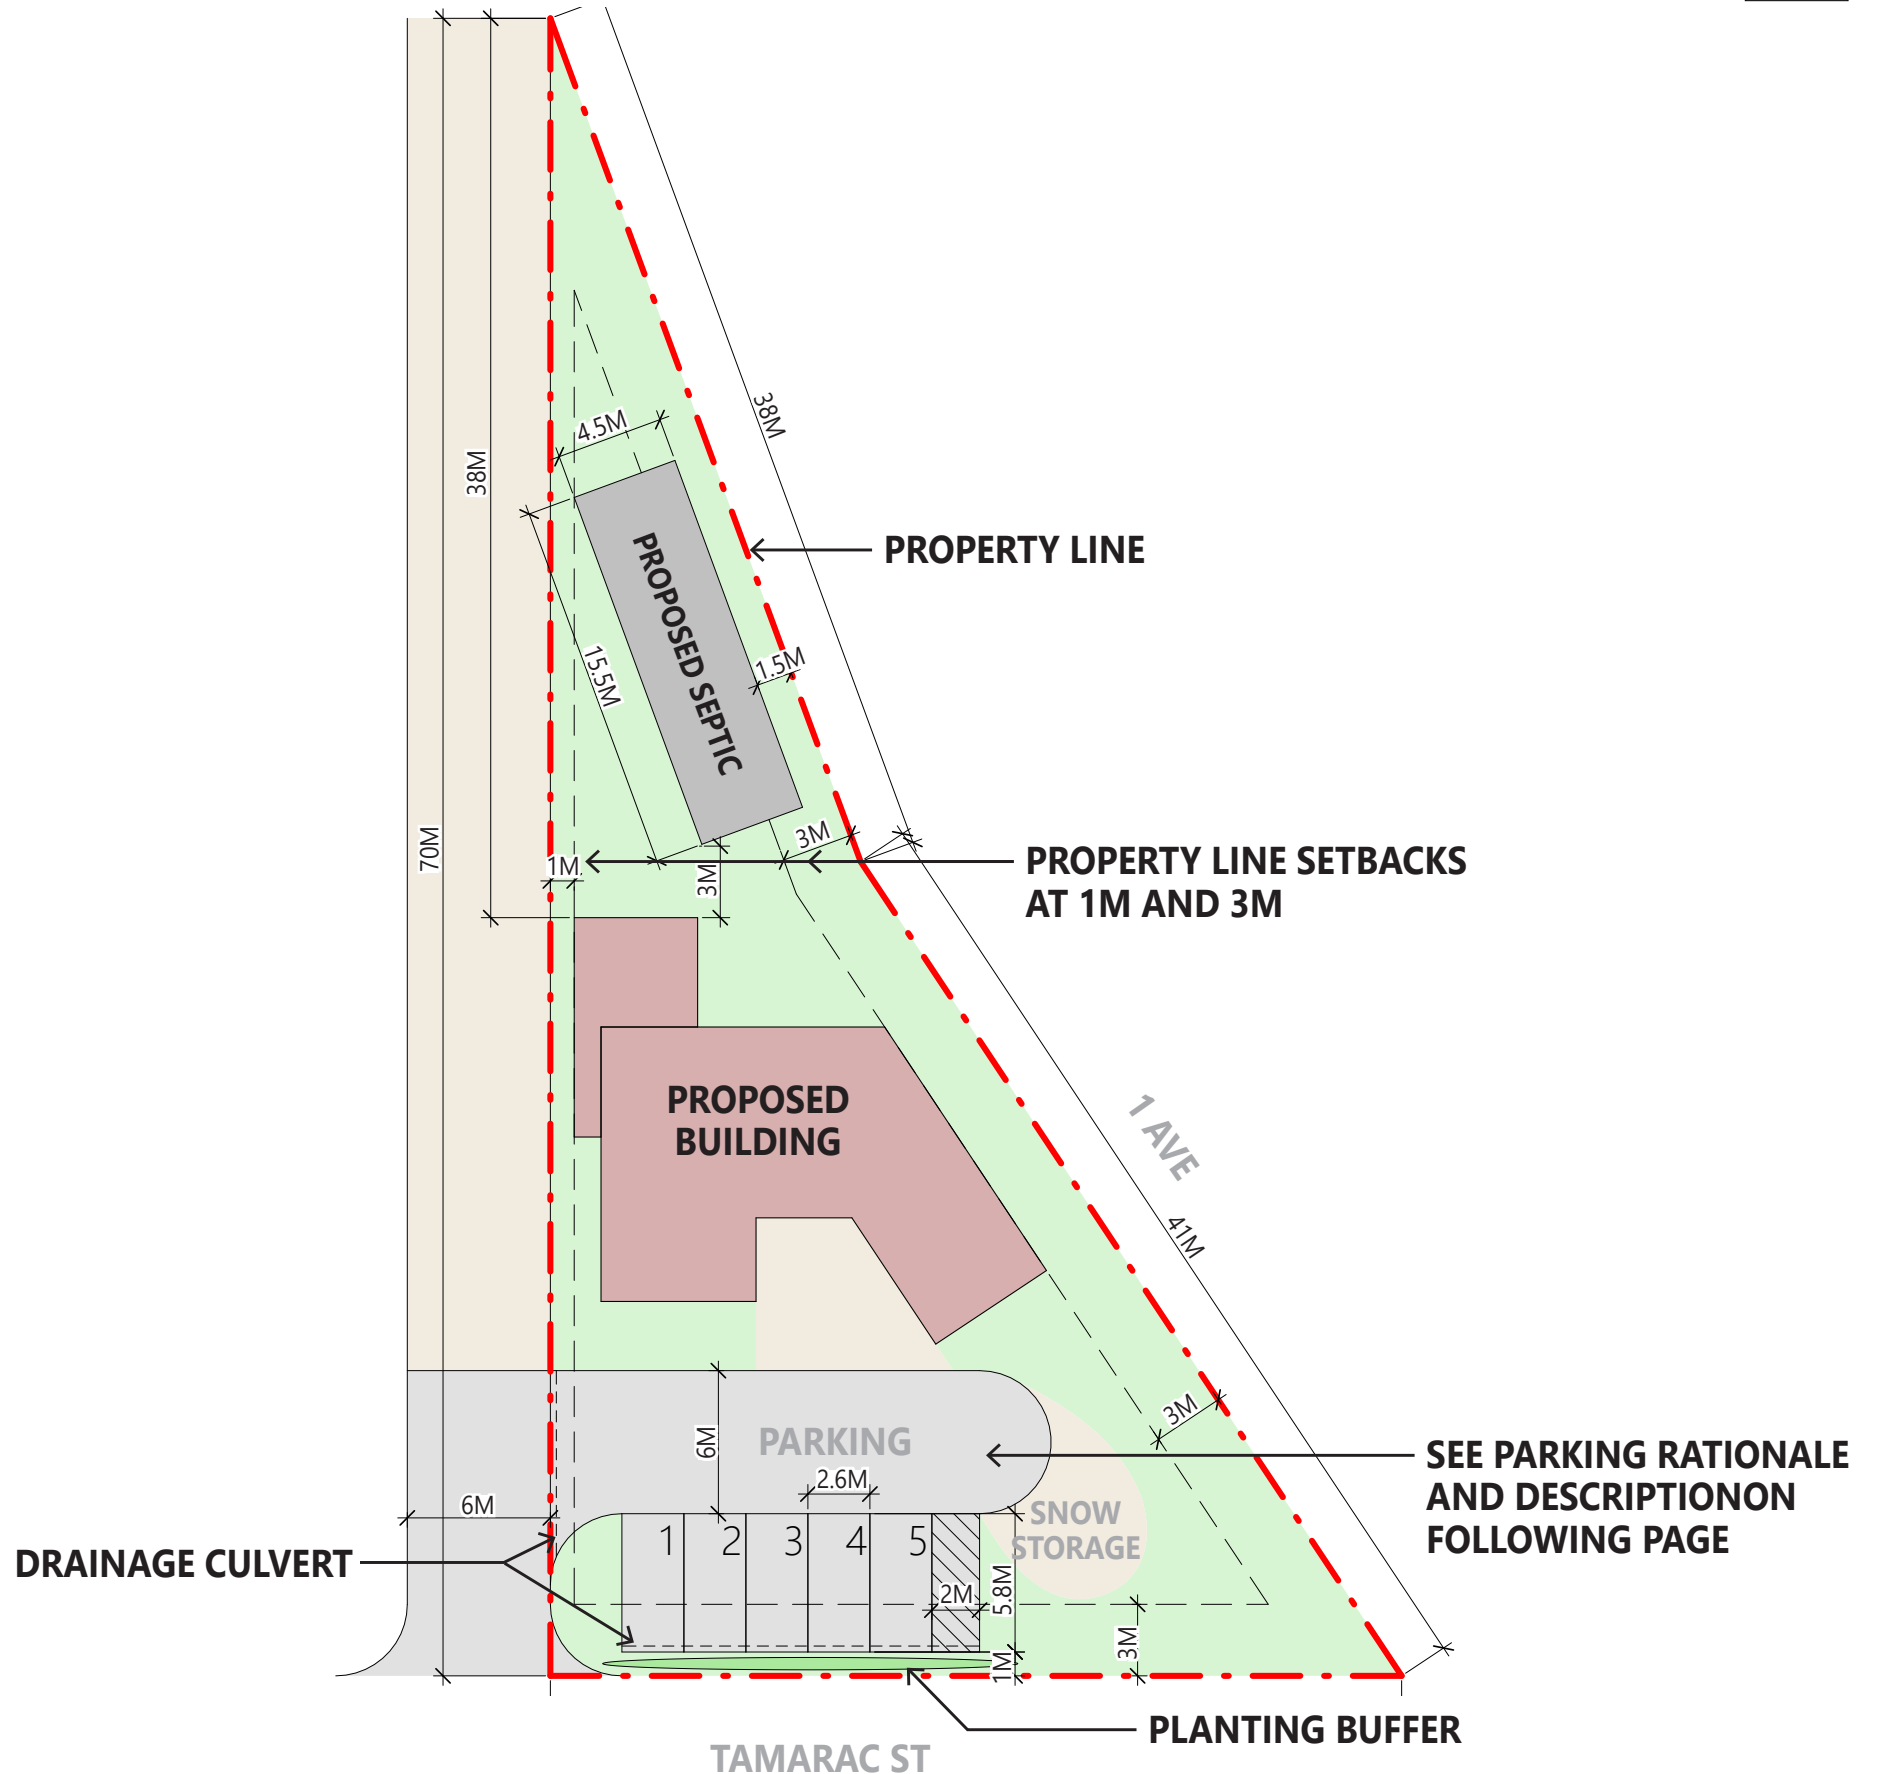 38M
4.5M
38M
PROPERTY LINE
PROPOSED SEPTIC
15.5M
1.5M
70M
3M
1M
3M
PROPERTY LINE SETBACKS
AT 1M AND 3M
PROPOSED
BUILDING
1 AVE
41M
3M
PARKING
6M
2.6M
SEE PARKING RATIONALE
AND DESCRIPTIONON
FOLLOWING PAGE
6M
SNOW
STORAGE
1 2 3 4 5
DRAINAGE CULVERT
2M
5.8M
3M
1M
PLANTING BUFFER
TAMARAC ST